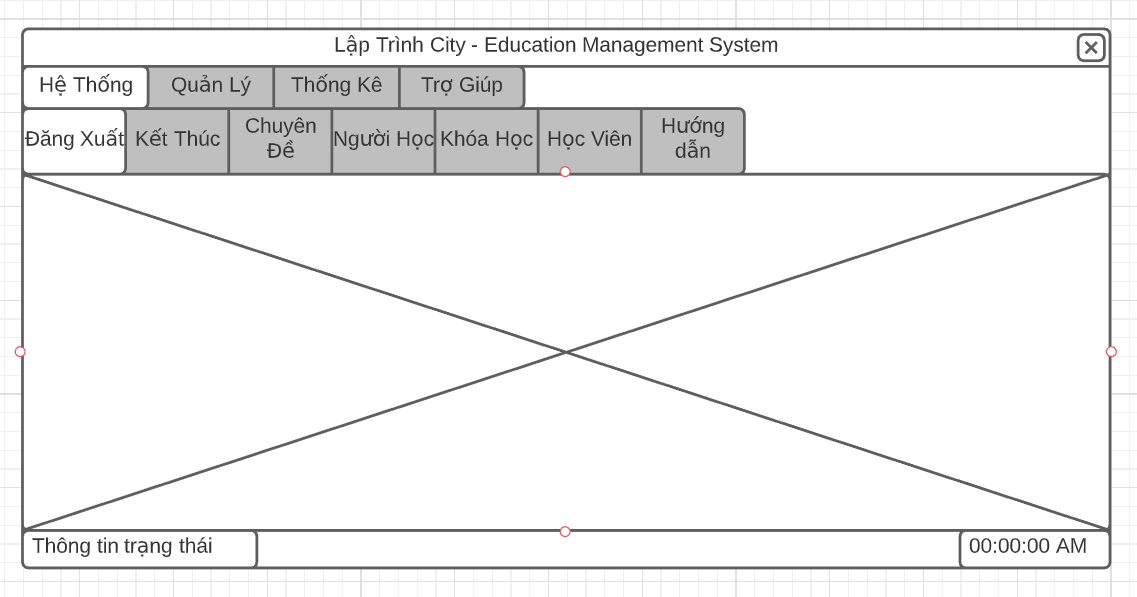 Lập Trình City - Education Management System
Hệ Thống Quản Lý Thống Kê Trợ Giúp
Đăng Xuất Kết Thúc Chuyên Đề Người Học Khóa Học Học Viên Hướng dẫn
Thông tin trạng thái 00:00:00 AM